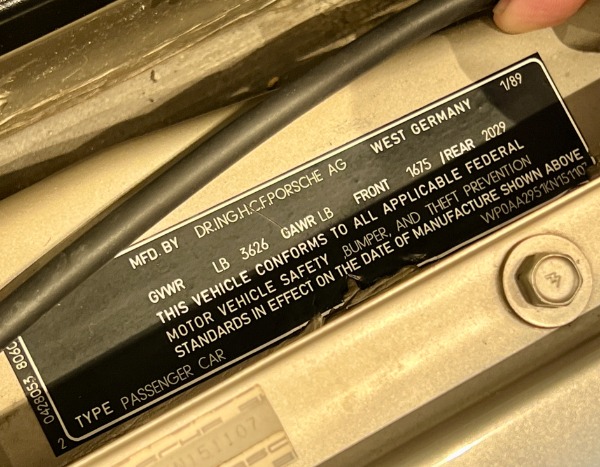 MFD. BY DR.ING.H.C.F.PORSCHE AG WEST GERMANY 1/89
GVWR LB 3626 GAWR LB FRONT 1675 /REAR 2029
THIS VEHICLE CONFORMS TO ALL APPLICABLE FEDERAL
MOTOR VEHICLE SAFETY ,BUMPER, AND THEFT PREVENTION
STANDARDS IN EFFECT ON THE DATE OF MANUFACTURE SHOWN ABOVE
TYPE PASSENGER CAR
151107